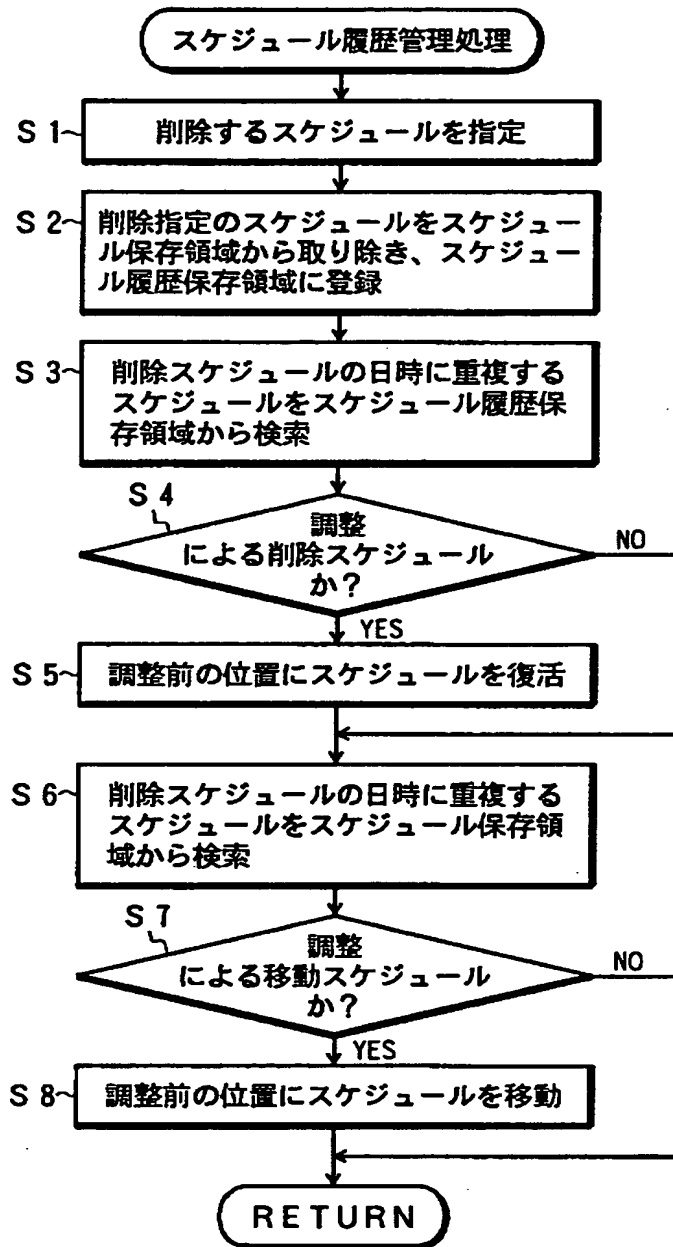 スケジュール履歴管理処理
S1
削除するスケジュールを指定
S2
削除指定のスケジュールをスケジュー
ル保存領域から取り除き、スケジュー
ル履歴保存領域に登録
S3
削除スケジュールの日時に重複する
スケジュールをスケジュール履歴保
存領域から検索
S4
調整
による削除スケジュール
か?
NO
YES
S5
調整前の位置にスケジュールを復活
S6
削除スケジュールの日時に重複する
スケジュールをスケジュール保存領
域から検索
S7
調整
による移動スケジュール
か?
NO
YES
S8
調整前の位置にスケジュールを移動
RETURN